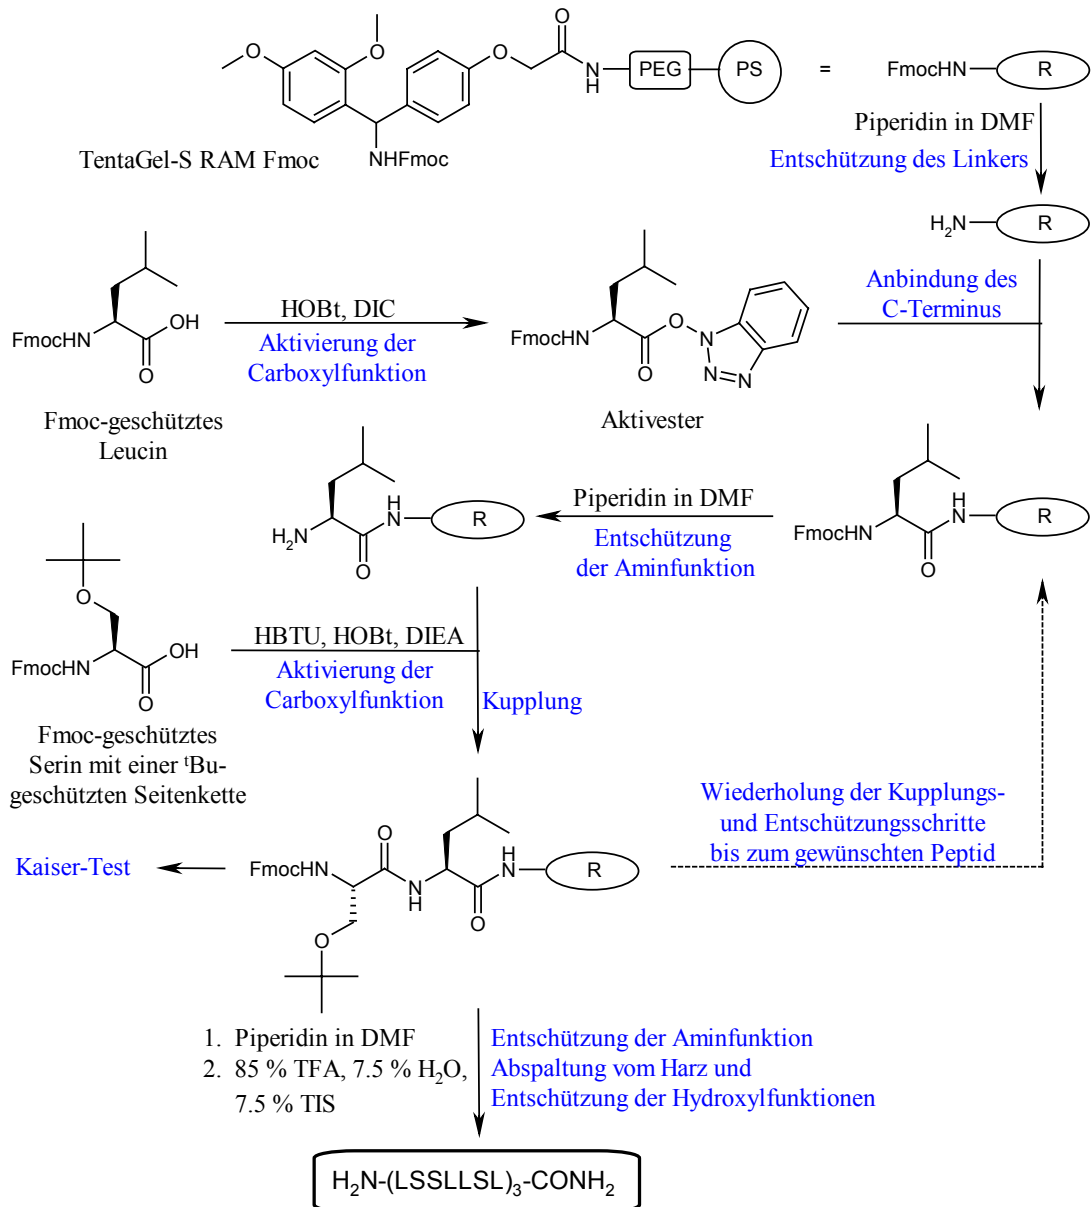 O
O
O
O
N
H
PEG
PS
=
FmocHN
R
NHFmoc
TentaGel-S RAM Fmoc
Piperidin in DMF
Entschützung des Linkers
H₂N
R
FmocHN
OH
O
HOBt, DIC
Aktivierung der
Carboxylfunktion
FmocHN
O
O
N
N
N
Anbindung des
C-Terminus
Fmoc-geschütztes
Leucin
Aktivester
H₂N
O
H
N
R
Piperidin in DMF
Entschützung
der Aminfunktion
FmocHN
O
H
N
R
O
FmocHN
OH
O
HBTU, HOBt, DIEA
Aktivierung der
Carboxylfunktion
Kupplung
Fmoc-geschütztes
Serin mit einer ᵗBu-
geschützten Seitenkette
Wiederholung der Kupplungs-
und Entschützungsschritte
bis zum gewünschten Peptid
Kaiser-Test
FmocHN
O
N
H
O
H
N
R
O
1. Piperidin in DMF
2. 85 % TFA, 7.5 % H₂O,
7.5 % TIS
Entschützung der Aminfunktion
Abspaltung vom Harz und
Entschützung der Hydroxylfunktionen
H₂N-(LSSLLSL)₃-CONH₂